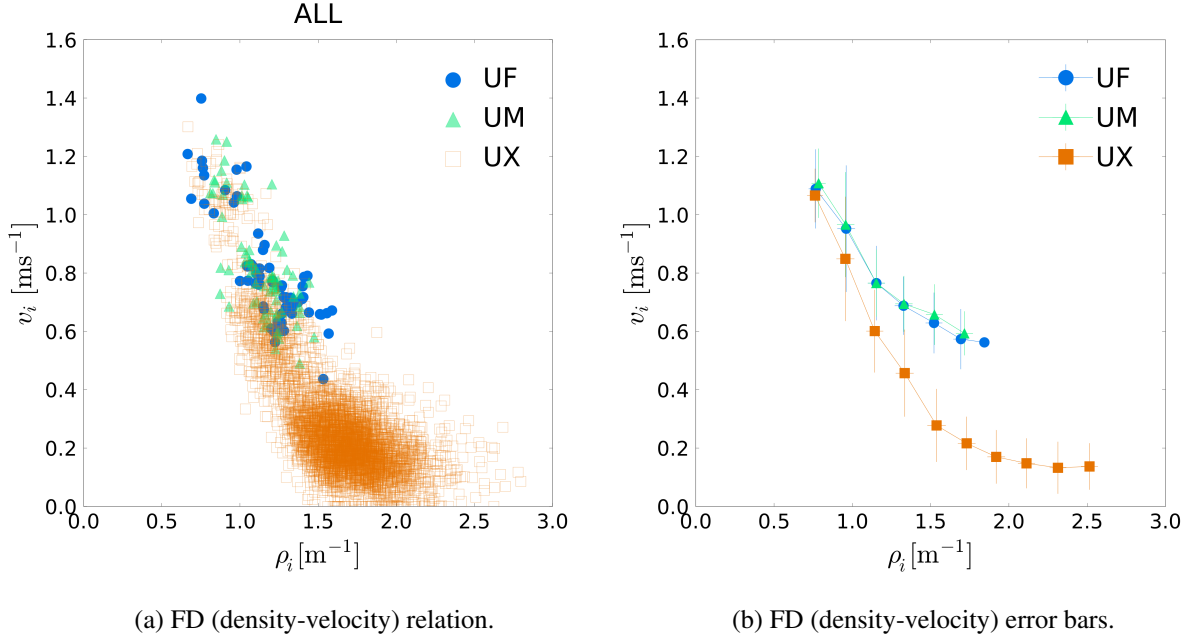 ALL
1.6
1.4
1.2
1.0
0.8
0.6
0.4
0.2
0.0
v_i [ms⁻¹]
UF
UM
UX
0.0 0.5 1.0 1.5 2.0 2.5 3.0
ρ_i [m⁻¹]
(a) FD (density-velocity) relation.
1.6
1.4
1.2
1.0
0.8
0.6
0.4
0.2
0.0
v_i [ms⁻¹]
UF
UM
UX
0.0 0.5 1.0 1.5 2.0 2.5 3.0
ρ_i [m⁻¹]
(b) FD (density-velocity) error bars.